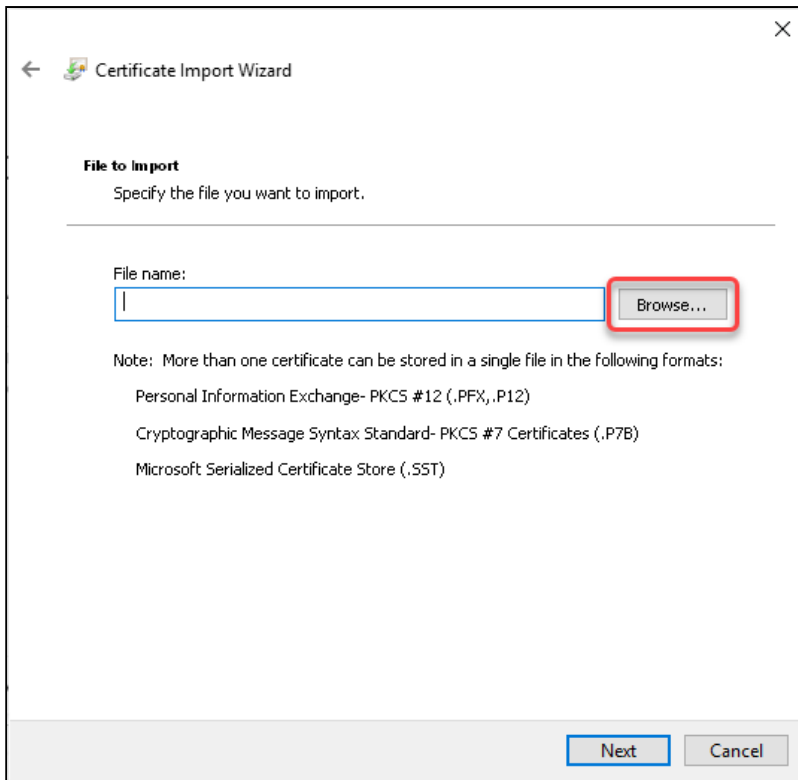 Certificate Import Wizard
File to Import
Specify the file you want to import.
File name:
Browse...
Note:  More than one certificate can be stored in a single file in the following formats:
Personal Information Exchange- PKCS #12 (.PFX,.P12)
Cryptographic Message Syntax Standard- PKCS #7 Certificates (.P7B)
Microsoft Serialized Certificate Store (.SST)
Next
Cancel